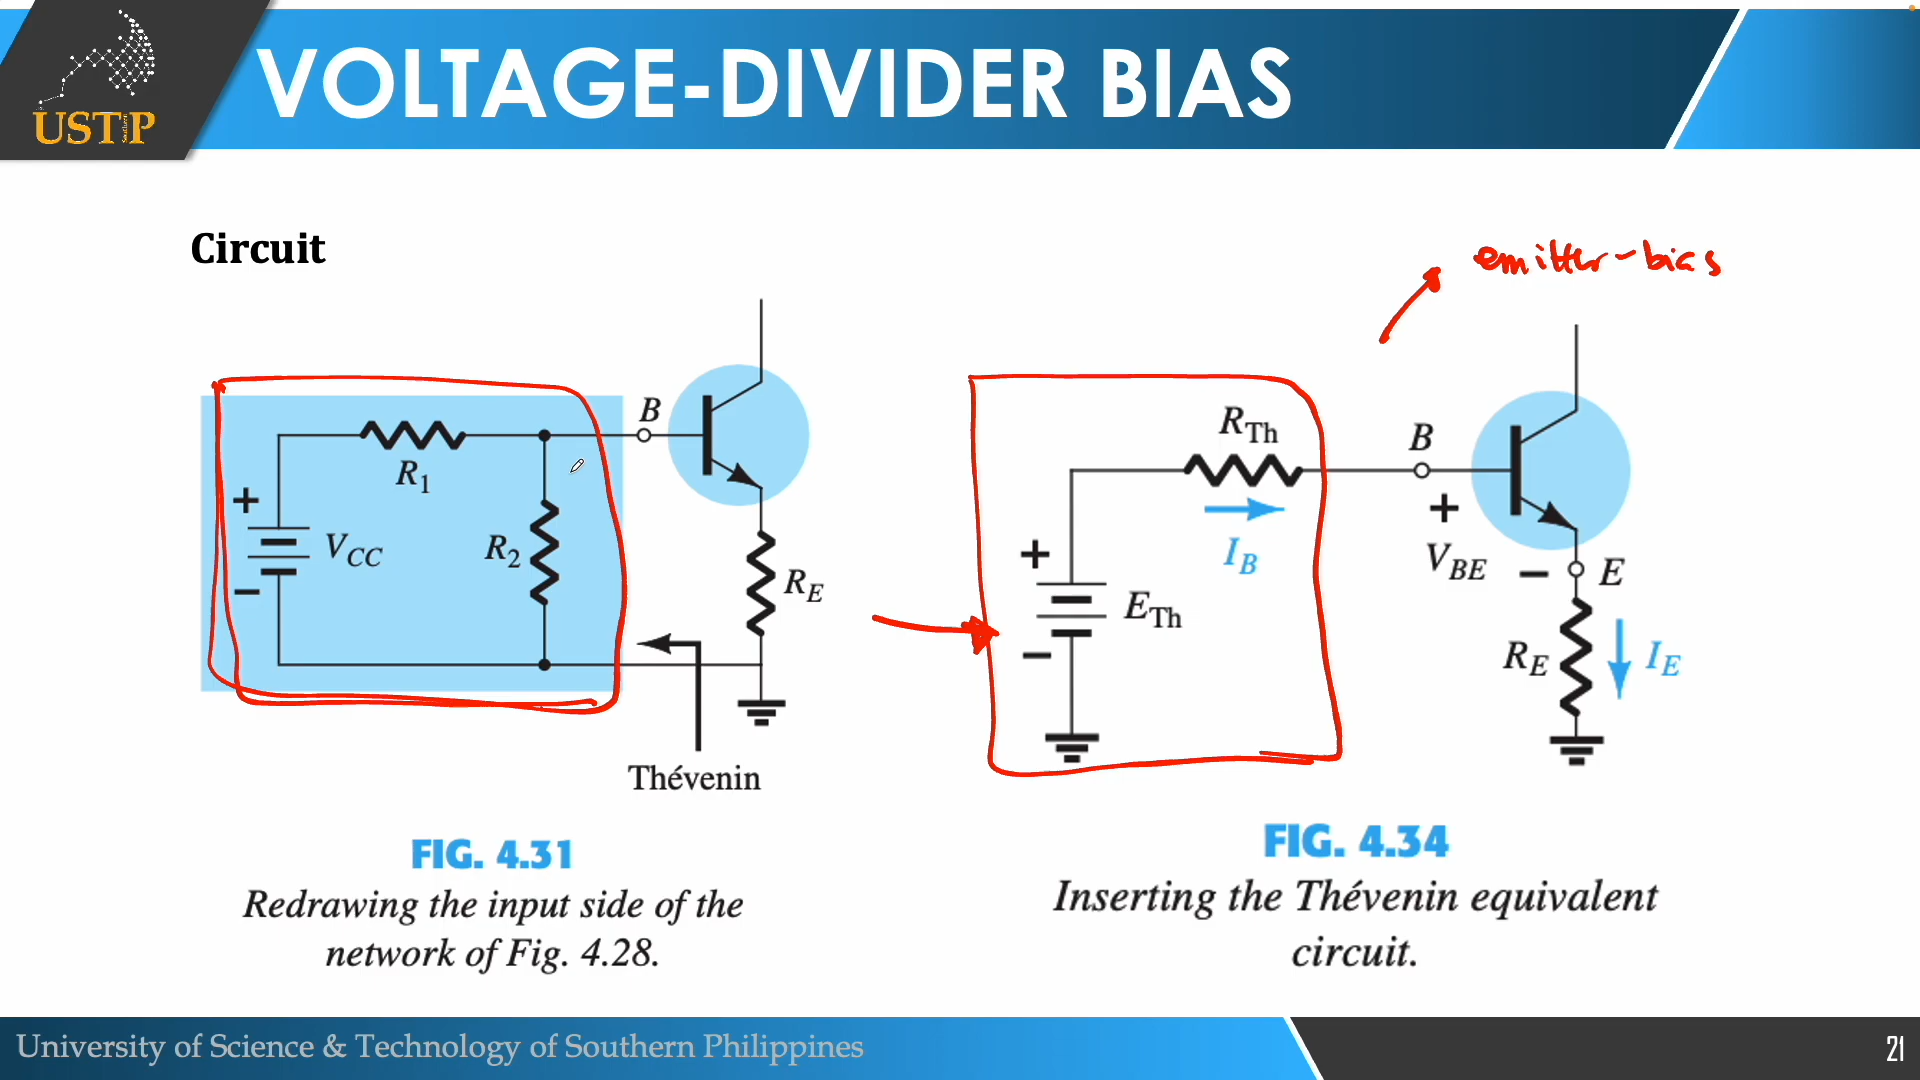 VOLTAGE-DIVIDER BIAS
USTP
Circuit
emitter-bias
B
R1
+
VCC
−
R2
RE
Thévenin
RTh
B
IB
+
VBE
−
E
+
ETh
−
RE
IE
FIG. 4.31
Redrawing the input side of the
network of Fig. 4.28.
FIG. 4.34
Inserting the Thévenin equivalent
circuit.
University of Science & Technology of Southern Philippines
21